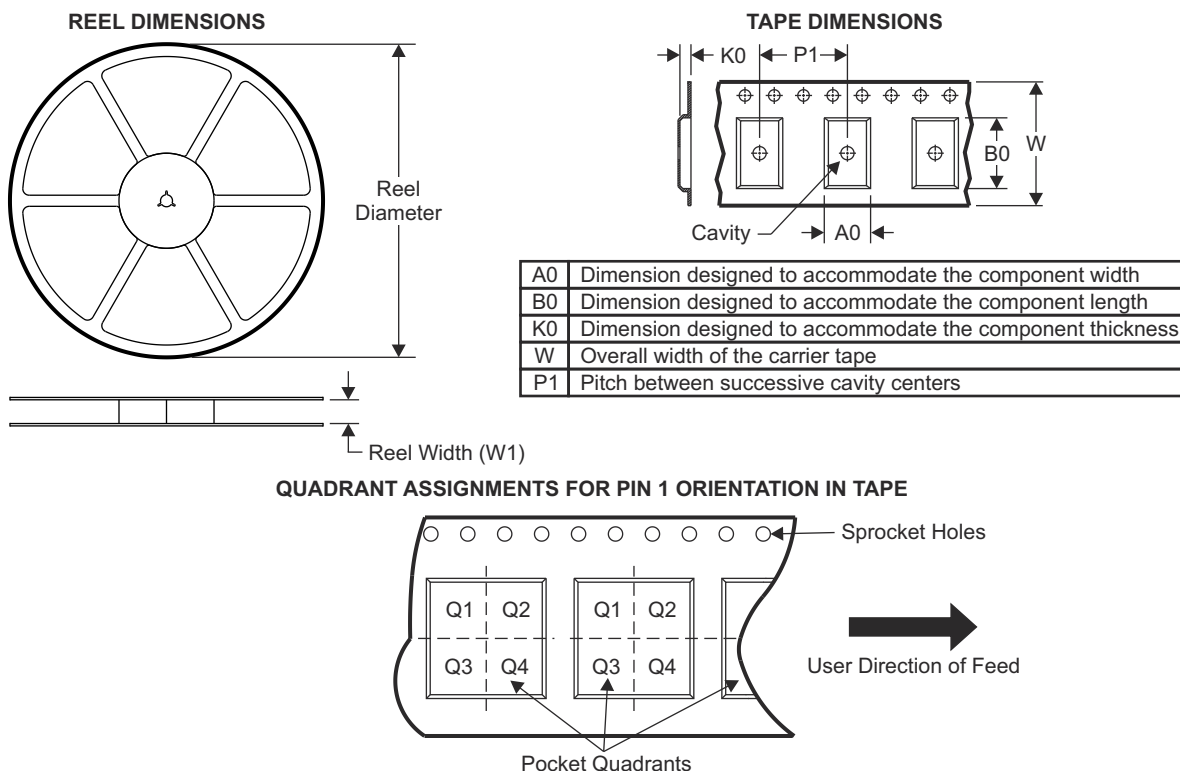 REEL DIMENSIONS
Reel
Diameter
Reel Width (W1)
TAPE DIMENSIONS
K0
P1
B0
W
Cavity
A0
A0 Dimension designed to accommodate the component width
B0 Dimension designed to accommodate the component length
K0 Dimension designed to accommodate the component thickness
W Overall width of the carrier tape
P1 Pitch between successive cavity centers
QUADRANT ASSIGNMENTS FOR PIN 1 ORIENTATION IN TAPE
Sprocket Holes
Q1 Q2 Q1 Q2
Q3 Q4 Q3 Q4
User Direction of Feed
Pocket Quadrants